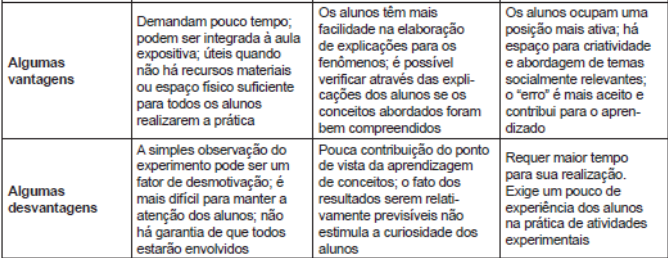 Algumas
vantagens
Demandam pouco tempo;
podem ser integrada à aula
expositiva; úteis quando
não há recursos materiais
ou espaço físico suficiente
para todos os alunos
realizarem a prática
Os alunos têm mais
facilidade na elaboração
de explicações para os
fenômenos; é possível
verificar através das expli-
cações dos alunos se os
conceitos abordados foram
bem compreendidos
Os alunos ocupam uma
posição mais ativa; há
espaço para criatividade
e abordagem de temas
socialmente relevantes;
o “erro” é mais aceito e
contribui para o apren-
dizado
Algumas
desvantagens
A simples observação do
experimento pode ser um
fator de desmotivação; é
mais difícil para manter a
atenção dos alunos; não
há garantia de que todos
estarão envolvidos
Pouca contribuição do ponto
de vista da aprendizagem
de conceitos; o fato dos
resultados serem relati-
vamente previsíveis não
estimula a curiosidade dos
alunos
Requer maior tempo
para sua realização.
Exige um pouco de
experiência dos alunos
na prática de atividades
experimentais